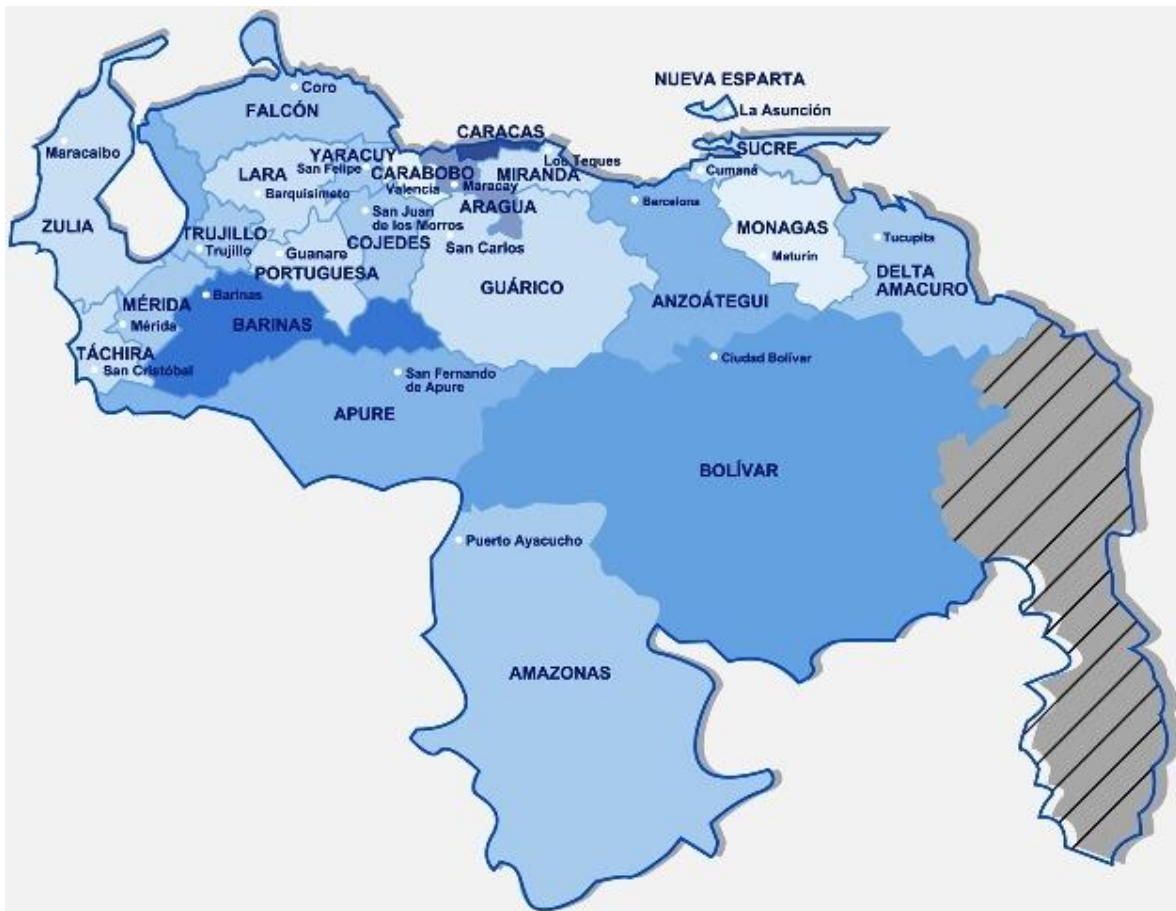 NUEVA ESPARTA
Coro
La Asunción
FALCÓN
CARACAS
Maracaibo
YARACUY
SUCRE
Los Teques
San Felipe
CARABOBO
LARA
MIRANDA
Cumaná
Valencia
Maracay
Barquisimeto
Barcelona
ARAGUA
San Juan
de los Morros
ZULIA
MONAGAS
TRUJILLO
Tucupita
COJEDES
San Carlos
Trujillo
Guanare
Maturín
PORTUGUESA
DELTA
AMACURO
GUÁRICO
Barinas
MÉRIDA
ANZOÁTEGUI
Mérida
BARINAS
TÁCHIRA
Ciudad Bolívar
San Cristóbal
San Fernando
de Apure
APURE
BOLÍVAR
Puerto Ayacucho
AMAZONAS